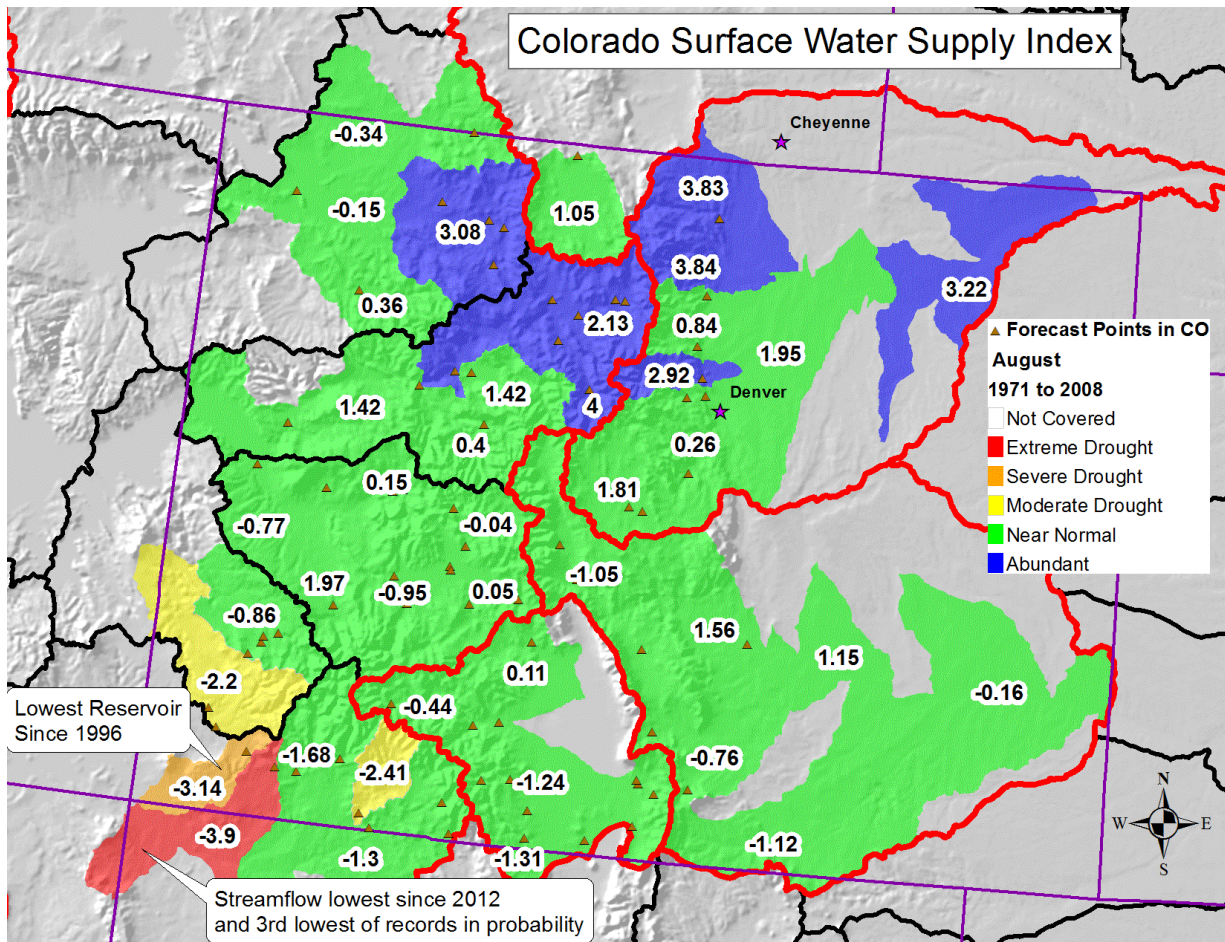 Colorado Surface Water Supply Index
Cheyenne
-0.34
3.83
-0.15
1.05
3.08
3.84
3.22
0.36
2.13
0.84
1.95
Forecast Points in CO
August
1971 to 2008
Not Covered
Extreme Drought
Severe Drought
Moderate Drought
Near Normal
Abundant
2.92
Denver
1.42
1.42
4
0.4
0.26
0.15
1.81
-0.77
-0.04
1.97
-0.95
0.05
-1.05
-0.86
1.56
1.15
-2.2
0.11
-0.16
Lowest Reservoir
Since 1996
-0.44
-1.68
-2.41
-0.76
-3.14
-1.24
-3.9
-1.3
-1.31
-1.12
N
W
E
S
Streamflow lowest since 2012
and 3rd lowest of records in probability